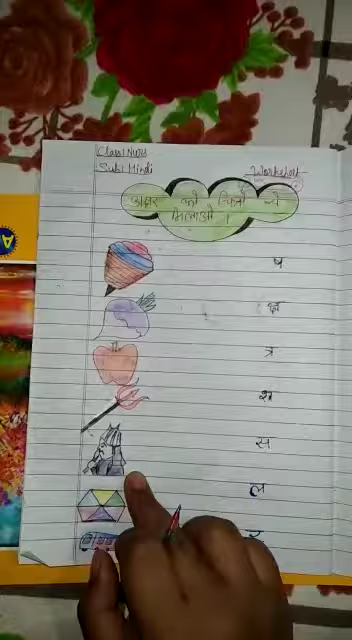 Class: Nur
Sub: Hindi
Worksheet
अक्षर को चित्रों से
मिलाओ ।
ष
क्ष
त्र
श
स
ल